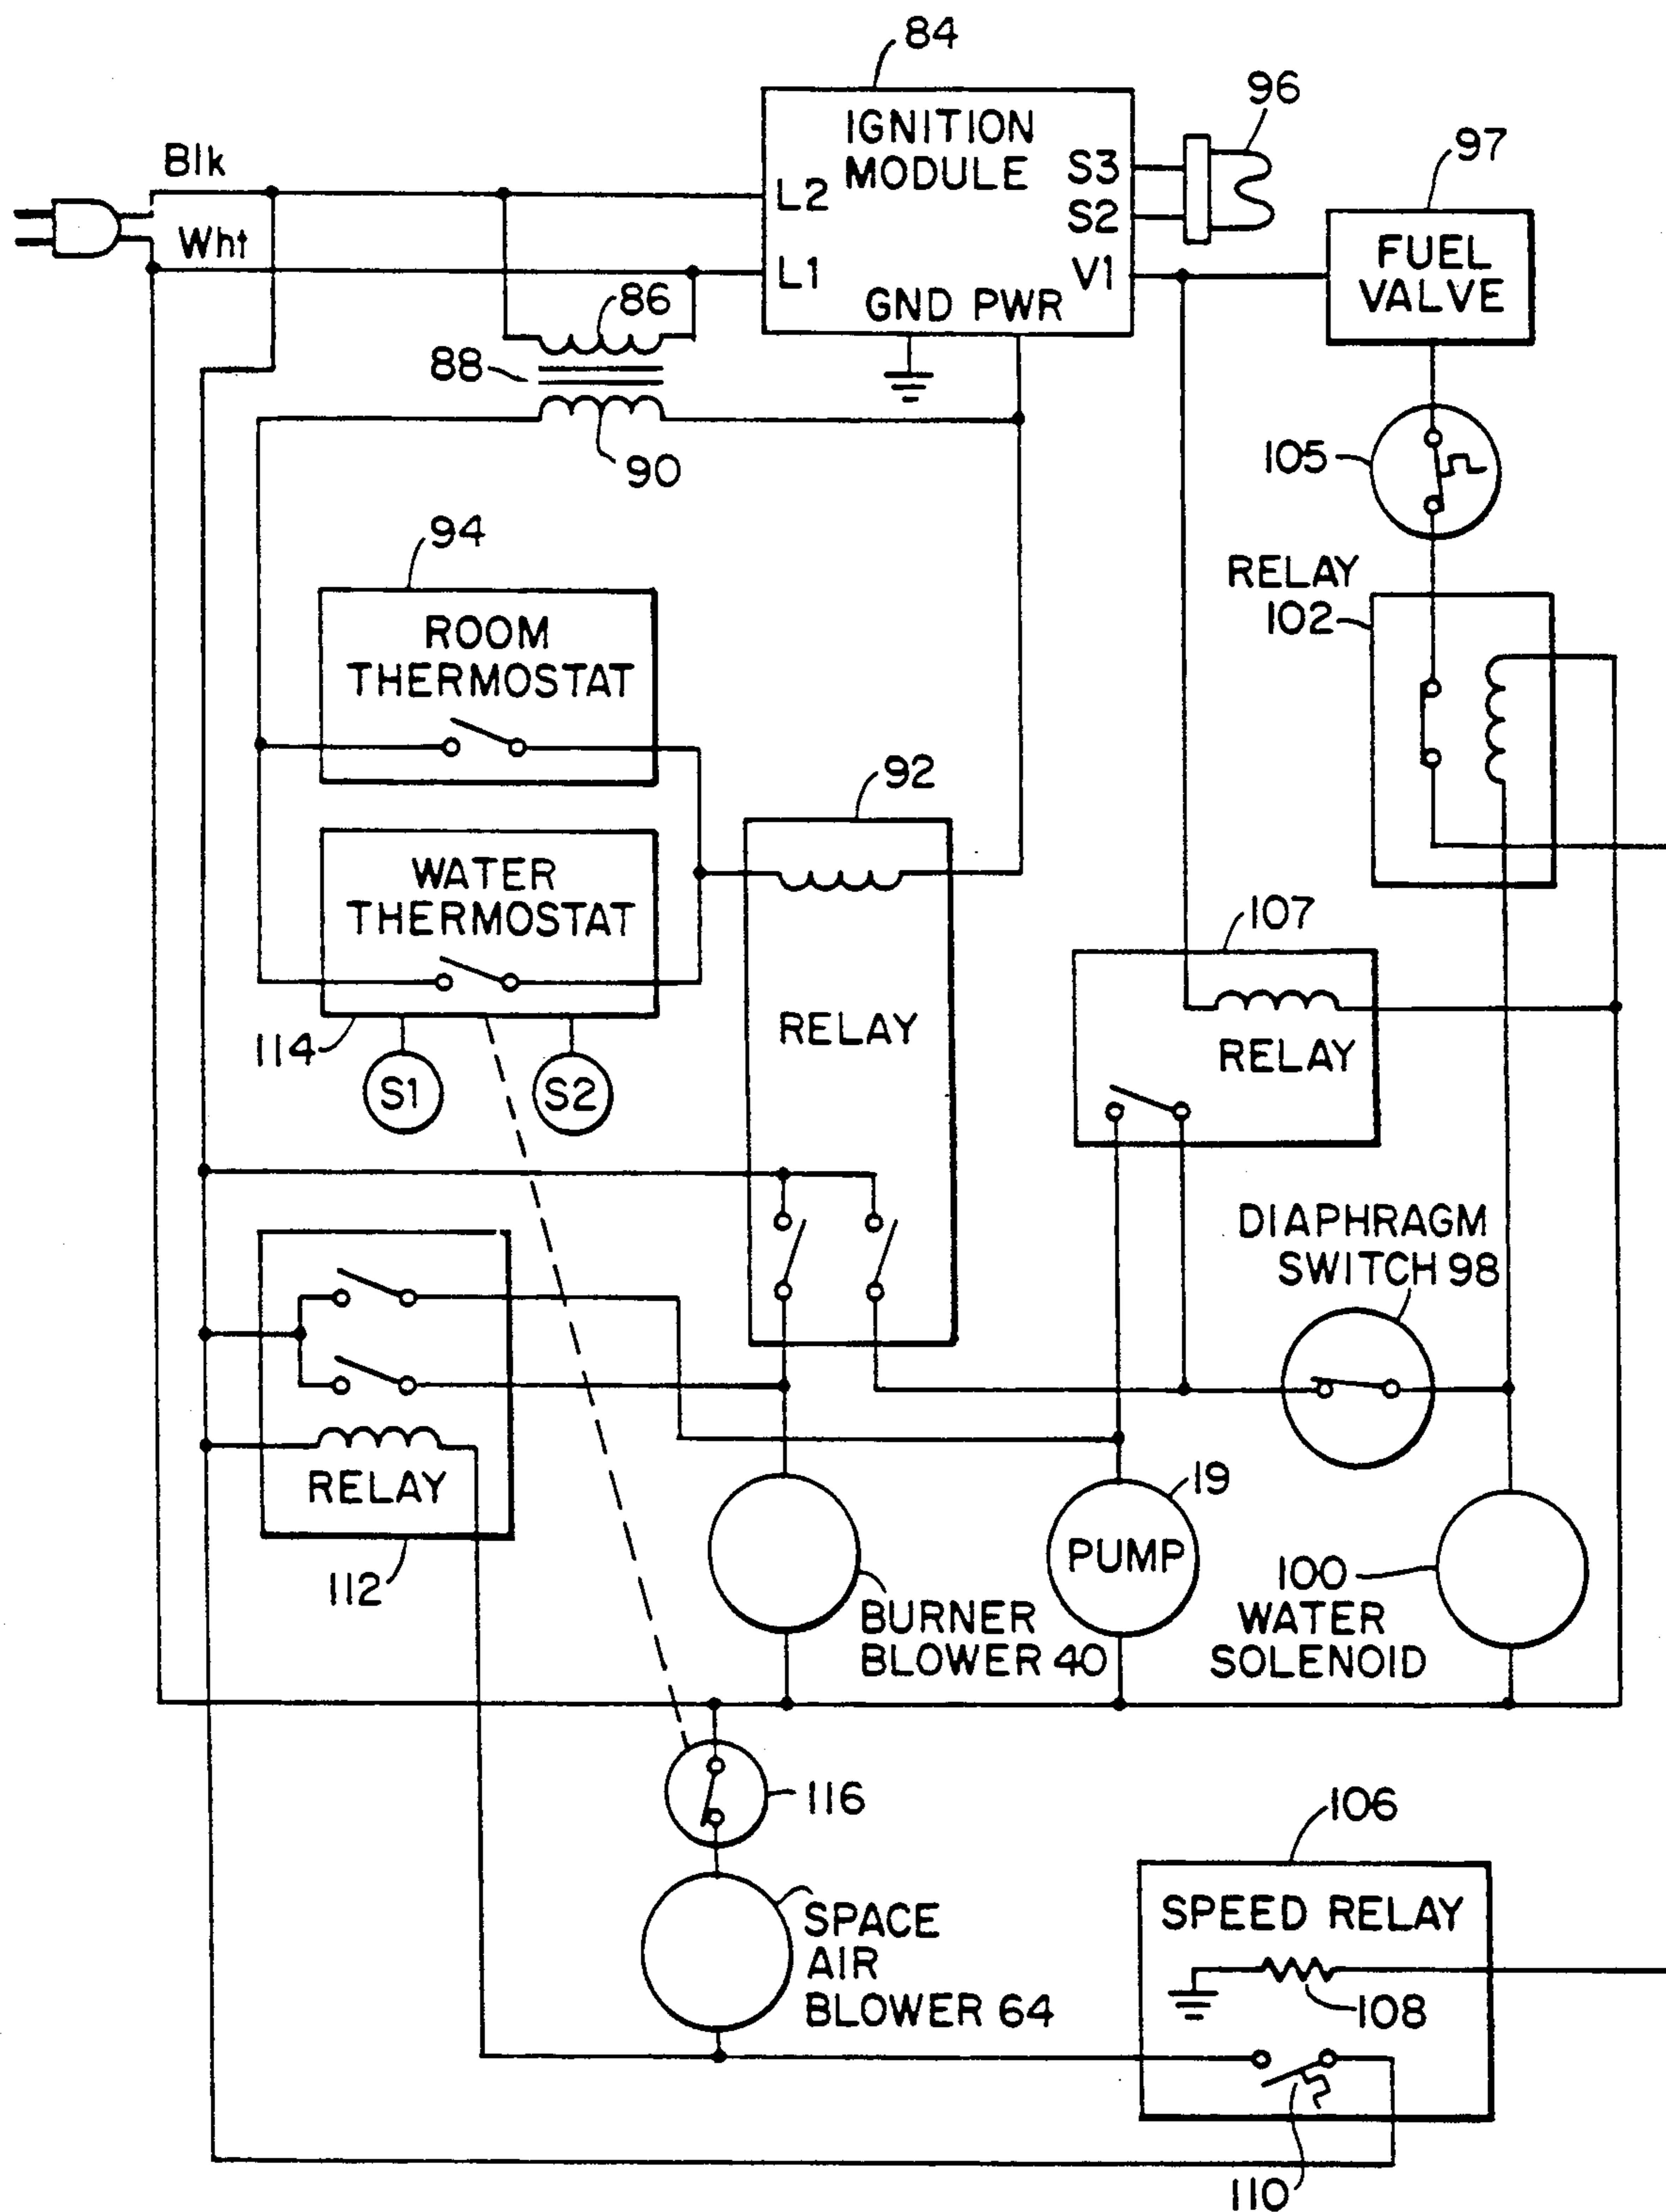 84
IGNITION
MODULE
L2
L1
S3
S2
V1
GND PWR
96
97
FUEL
VALVE
Blk
Wht
86
88
90
105
94
ROOM
THERMOSTAT
RELAY
102
92
WATER
THERMOSTAT
RELAY
107
RELAY
114
S1
S2
DIAPHRAGM
SWITCH 98
RELAY
112
19
PUMP
BURNER
BLOWER 40
100
WATER
SOLENOID
116
SPACE
AIR
BLOWER 64
106
SPEED RELAY
108
110